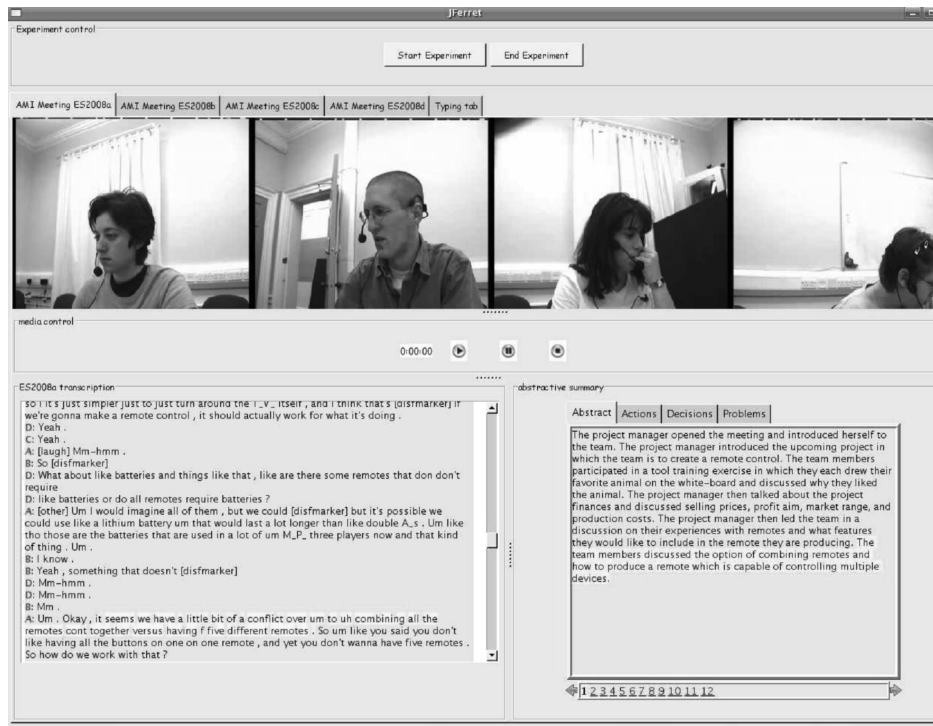 JFerret
Experiment control
Start Experiment End Experiment
AMI Meeting ES2008a AMI Meeting ES2008b AMI Meeting ES2008c AMI Meeting ES2008d Typing tab
media control
0:00:00
ES2008a transcription
so I it's just simpler just to just turn around the T_V_ itself , and I think that's [disfmarker] if
we're gonna make a remote control , it should actually work for what it's doing .
D: Yeah .
C: Yeah .
A: [laugh] Mm-hmm .
B: So [disfmarker]
D: What about like batteries and things like that , like are there some remotes that don don't
require
D: like batteries or do all remotes require batteries ?
A: [other] Um I would imagine all of them , but we could [disfmarker] but it's possible we
could use like a lithium battery um that would last a lot longer than like double A_s . Um like
tho those are the batteries that are used in a lot of um M_P_ three players now and that kind
of thing . Um .
B: I know .
B: Yeah , something that doesn't [disfmarker]
D: Mm-hmm .
D: Mm-hmm .
B: Mm .
A: Um . Okay , it seems we have a little bit of a conflict over um to uh combining all the
remotes cont together versus having f five different remotes . So um like you said you don't
like having all the buttons on one on one remote , and yet you don't wanna have five remotes .
So how do we work with that ?
abstractive summary
Abstract Actions Decisions Problems
The project manager opened the meeting and introduced herself to
the team. The project manager introduced the upcoming project in
which the team is to create a remote control. The team members
participated in a tool training exercise in which they each drew their
favorite animal on the white-board and discussed why they liked
the animal. The project manager then talked about the project
finances and discussed selling prices, profit aim, market range, and
production costs. The project manager then led the team in a
discussion on their experiences with remotes and what features
they would like to include in the remote they are producing. The
team members discussed the option of combining remotes and
how to produce a remote which is capable of controlling multiple
devices.
1 2 3 4 5 6 7 8 9 10 11 12